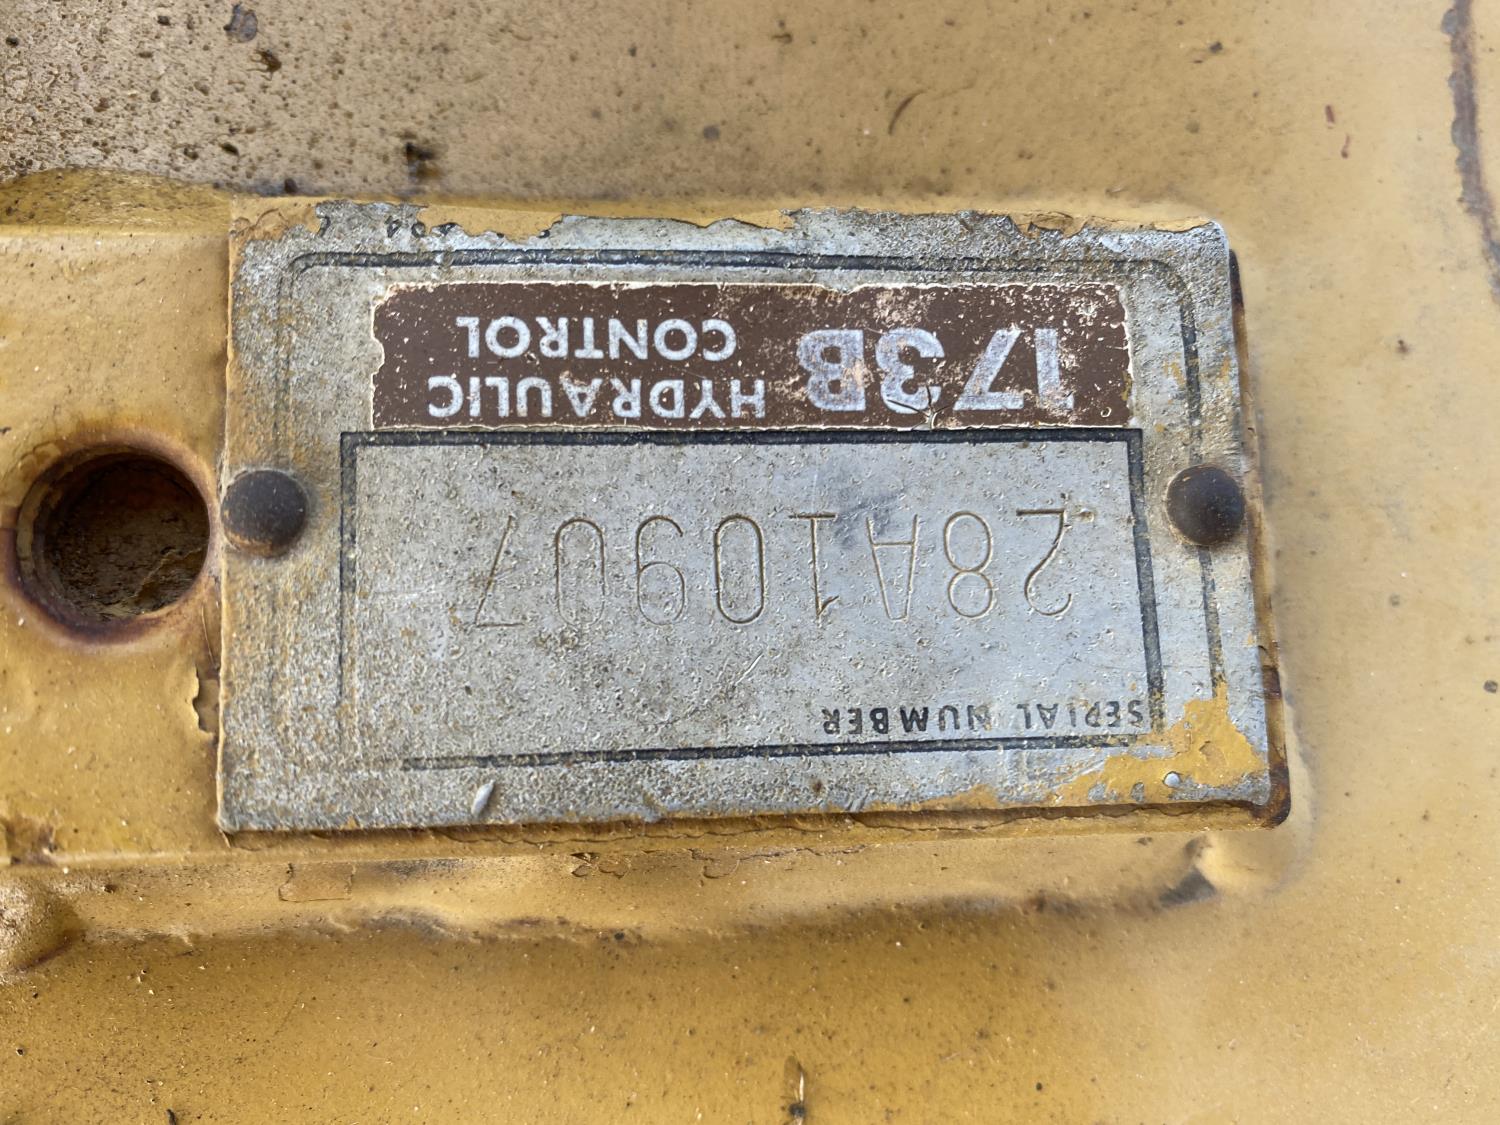 SERIAL NUMBER
28A10907
173B HYDRAULIC
CONTROL